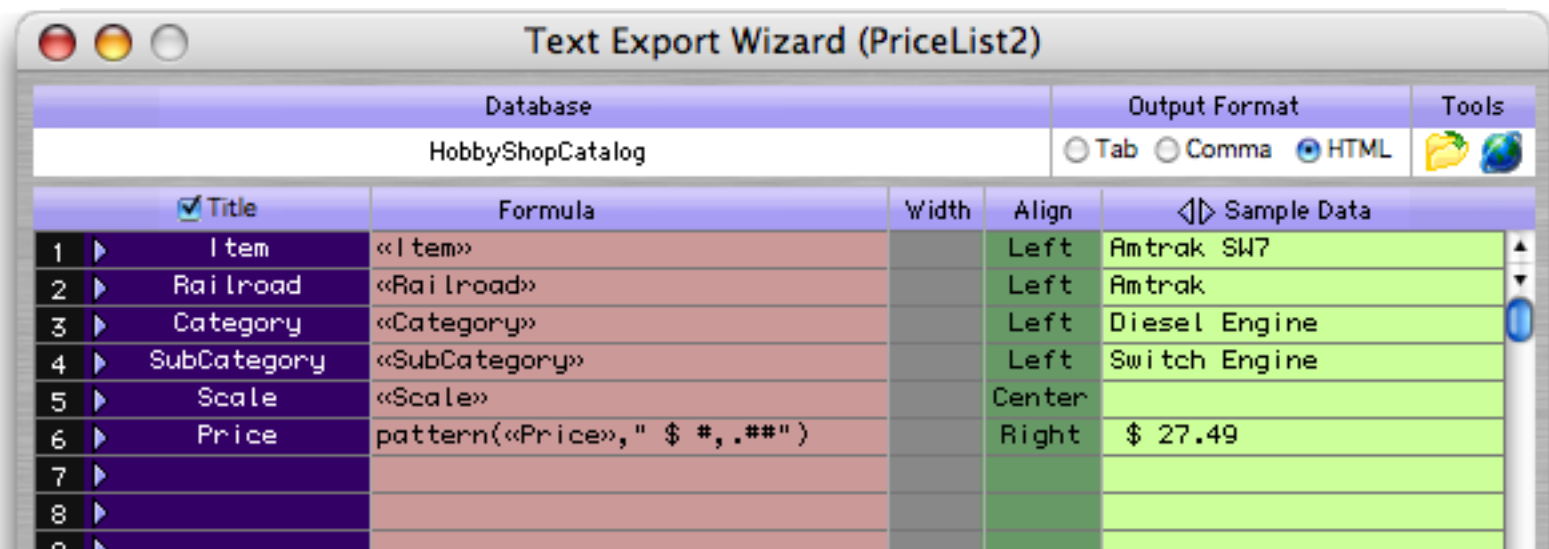 Text Export Wizard (PriceList2)
Database Output Format Tools
HobbyShopCatalog Tab Comma HTML
Title Formula Width Align Sample Data
1 Item «Item» Left Amtrak SW7
2 Railroad «Railroad» Left Amtrak
3 Category «Category» Left Diesel Engine
4 SubCategory «SubCategory» Left Switch Engine
5 Scale «Scale» Center
6 Price pattern(«Price»," $ #,.##") Right $ 27.49
7
8